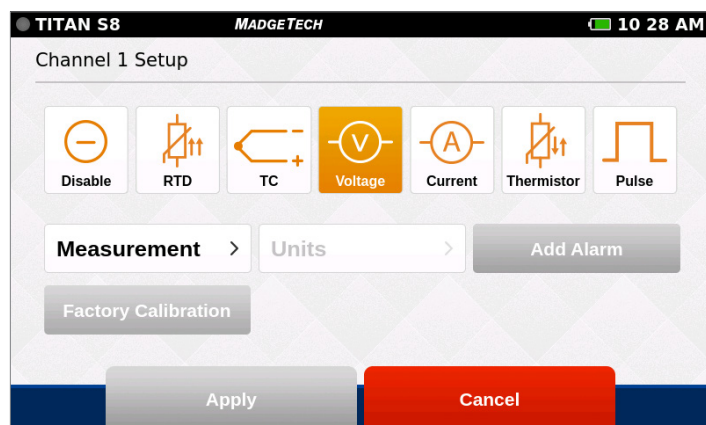 TITAN S8 MADGETECH 10 28 AM
Channel 1 Setup
V A
Disable RTD TC Voltage Current Thermistor Pulse
Measurement > Units > Add Alarm
Factory Calibration
Apply Cancel